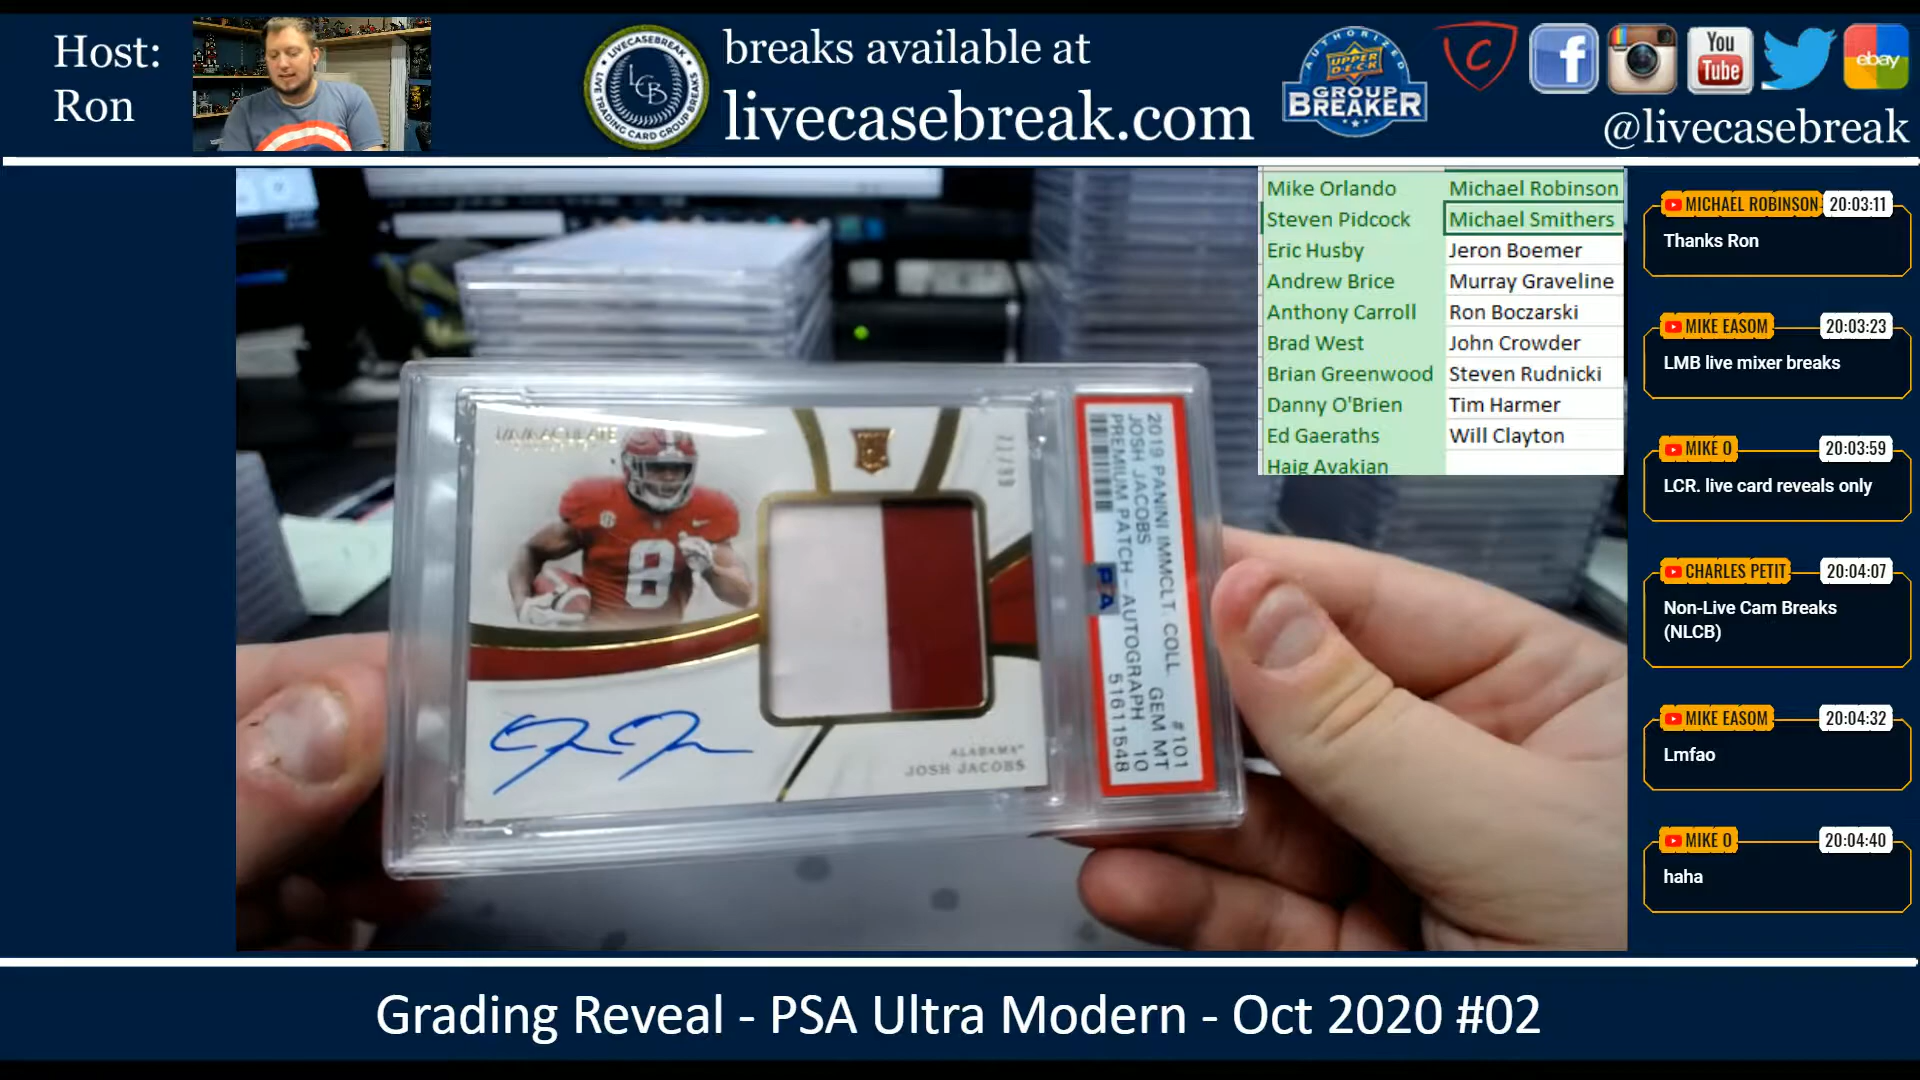 Host:
Ron
LIVECASEBREAK
LCB
LIVE TRADING CARD GROUP BREAKS
breaks available at
livecasebreak.com
AUTHORIZED
UPPER DECK
GROUP
BREAKER
C
f
You
Tube
ebay
@livecasebreak
Mike Orlando Michael Robinson
Steven Pidcock Michael Smithers
Eric Husby Jeron Boemer
Andrew Brice Murray Graveline
Anthony Carroll Ron Boczarski
Brad West John Crowder
Brian Greenwood Steven Rudnicki
Danny O'Brien Tim Harmer
Ed Gaeraths Will Clayton
Haig Avakian
MICHAEL ROBINSON 20:03:11
Thanks Ron
MIKE EASOM 20:03:23
LMB live mixer breaks
MIKE O 20:03:59
LCR. live card reveals only
CHARLES PETIT 20:04:07
Non-Live Cam Breaks
(NLCB)
MIKE EASOM 20:04:32
Lmfao
MIKE O 20:04:40
haha
IMMACULATE
8
ALABAMA
JOSH JACOBS
2019 PANINI IMMCLT. COLL. #101
JOSH JACOBS GEM MT
PREMIUM PATCH-AUTOGRAPH 10
51611548
PSA
Grading Reveal - PSA Ultra Modern - Oct 2020 #02